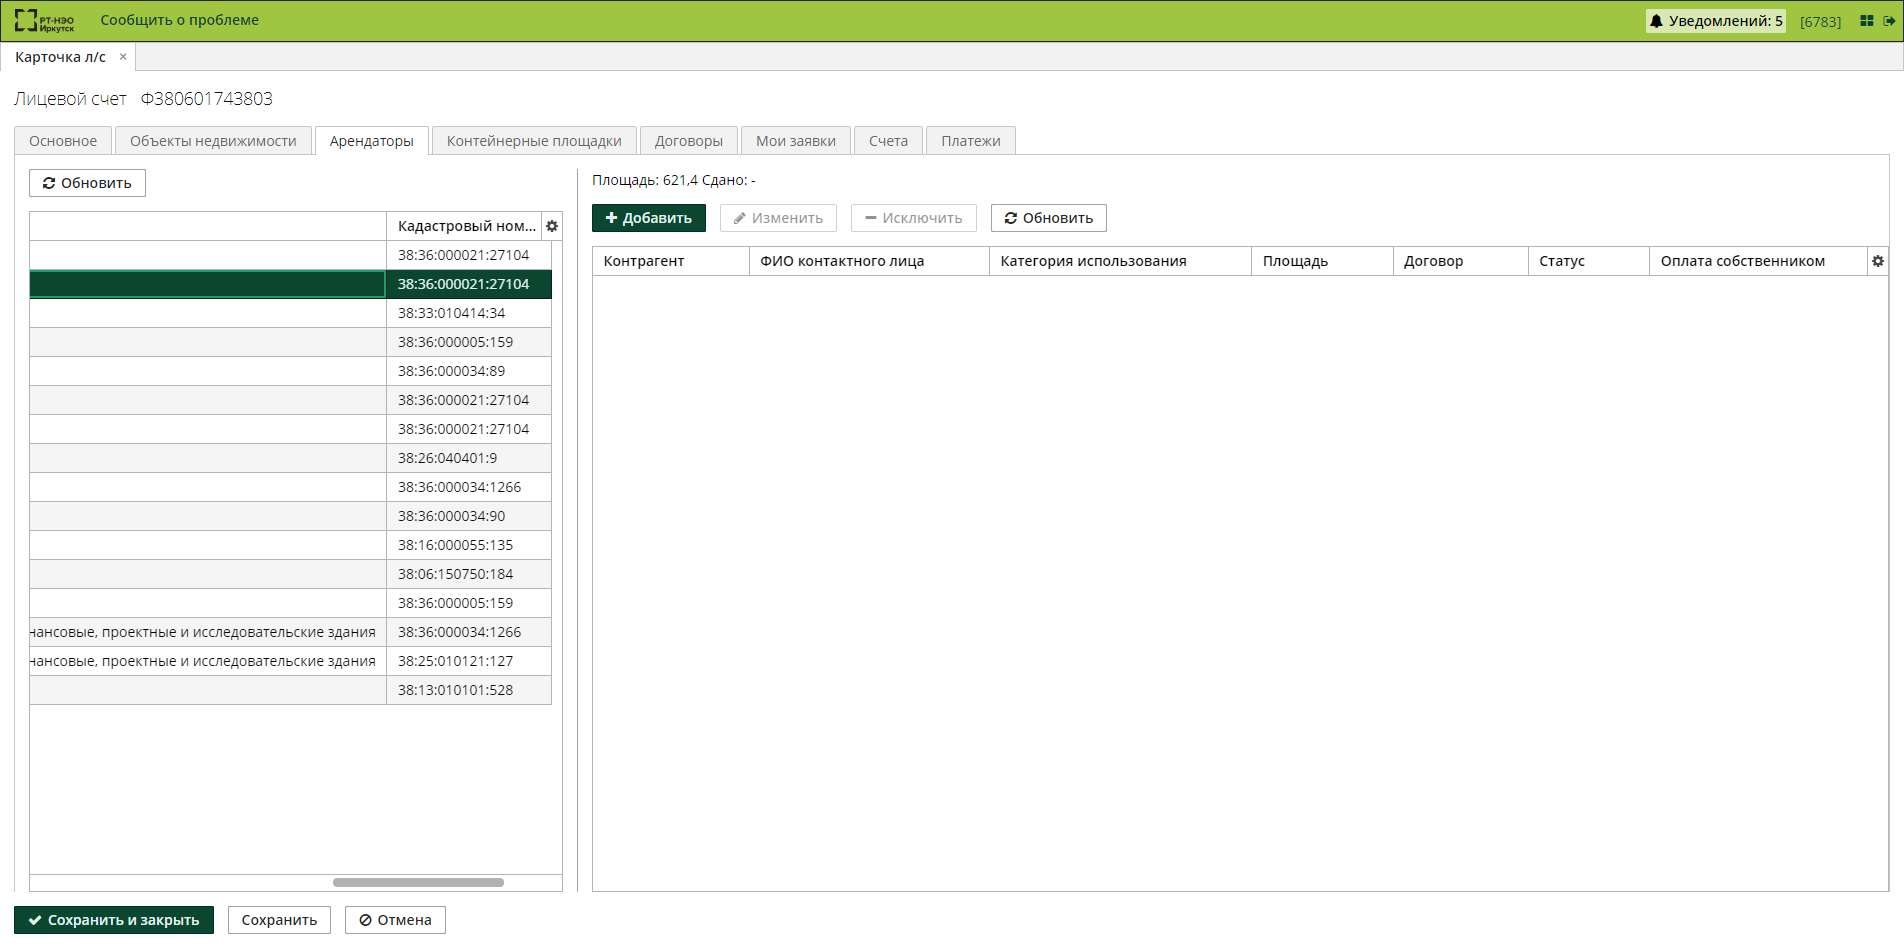 РТ-НЭО Иркутск
Сообщить о проблеме
Уведомлений: 5
[6783]
Карточка л/с ×
Лицевой счет Ф380601743803
Основное
Объекты недвижимости
Арендаторы
Контейнерные площадки
Договоры
Мои заявки
Счета
Платежи
Обновить
Кадастровый ном...
38:36:000021:27104
38:36:000021:27104
38:33:010414:34
38:36:000005:159
38:36:000034:89
38:36:000021:27104
38:36:000021:27104
38:26:040401:9
38:36:000034:1266
38:36:000034:90
38:16:000055:135
38:06:150750:184
38:36:000005:159
нансовые, проектные и исследовательские здания 38:36:000034:1266
нансовые, проектные и исследовательские здания 38:25:010121:127
38:13:010101:528
Площадь: 621,4 Сдано: -
Добавить
Изменить
Исключить
Обновить
Контрагент
ФИО контактного лица
Категория использования
Площадь
Договор
Статус
Оплата собственником
Сохранить и закрыть
Сохранить
Отмена